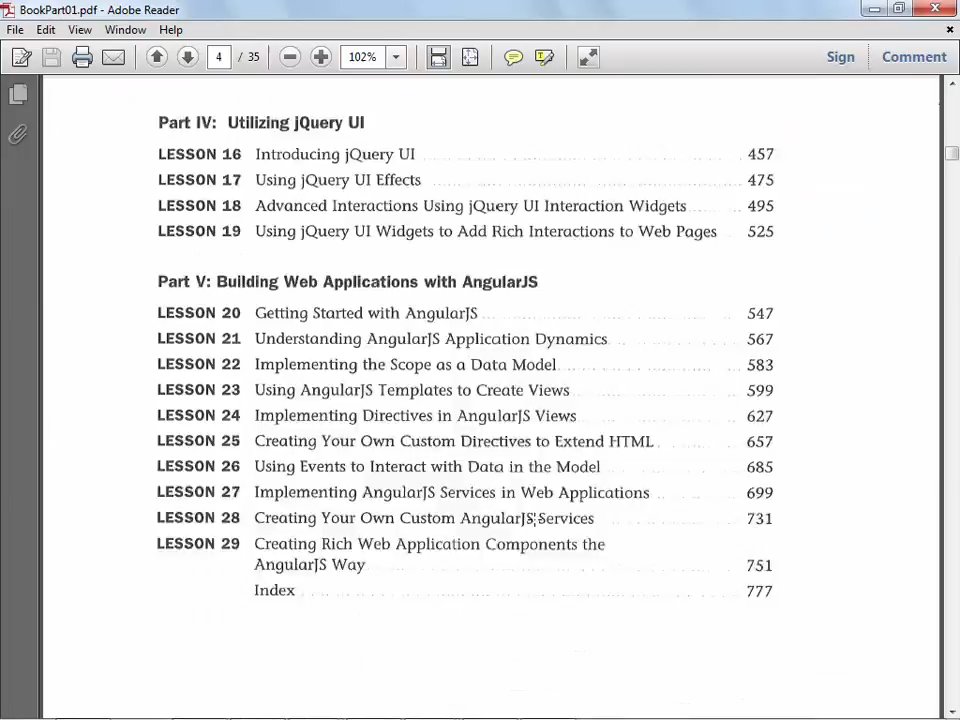 BookPart01.pdf - Adobe Reader
File Edit View Window Help
4 / 35 102% Sign Comment
Part IV: Utilizing jQuery UI
LESSON 16 Introducing jQuery UI 457
LESSON 17 Using jQuery UI Effects 475
LESSON 18 Advanced Interactions Using jQuery UI Interaction Widgets 495
LESSON 19 Using jQuery UI Widgets to Add Rich Interactions to Web Pages 525
Part V: Building Web Applications with AngularJS
LESSON 20 Getting Started with AngularJS 547
LESSON 21 Understanding AngularJS Application Dynamics 567
LESSON 22 Implementing the Scope as a Data Model 583
LESSON 23 Using AngularJS Templates to Create Views 599
LESSON 24 Implementing Directives in AngularJS Views 627
LESSON 25 Creating Your Own Custom Directives to Extend HTML 657
LESSON 26 Using Events to Interact with Data in the Model 685
LESSON 27 Implementing AngularJS Services in Web Applications 699
LESSON 28 Creating Your Own Custom AngularJS Services 731
LESSON 29 Creating Rich Web Application Components the
AngularJS Way 751
Index 777